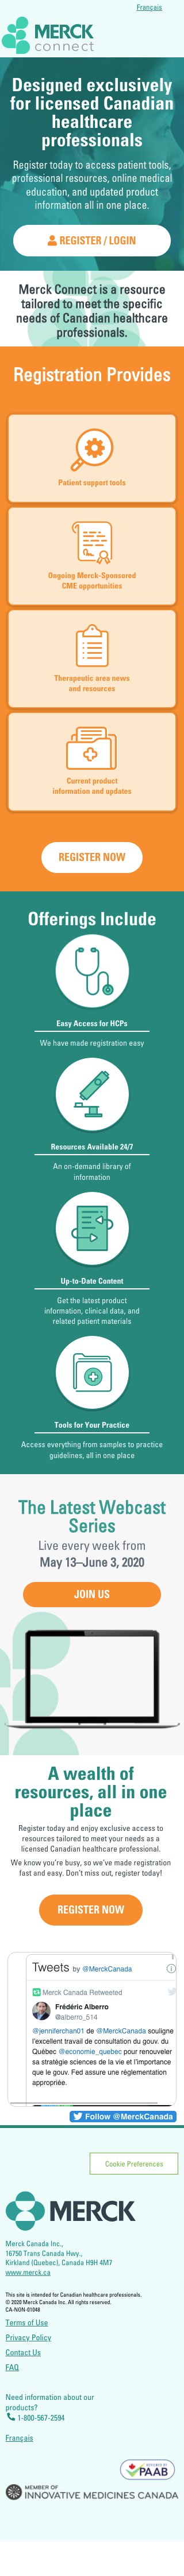 Français
MERCK
connect
Designed exclusively
for licensed Canadian
healthcare
professionals
Register today to access patient tools,
professional resources, online medical
education, and updated product
information all in one place.
REGISTER / LOGIN
Merck Connect is a resource
tailored to meet the specific
needs of Canadian healthcare
professionals.
Registration Provides
Patient support tools
Ongoing Merck-Sponsored
CME opportunities
Therapeutic area news
and resources
Current product
information and updates
REGISTER NOW
Offerings Include
Easy Access for HCPs
We have made registration easy
Resources Available 24/7
An on-demand library of
information
Up-to-Date Content
Get the latest product
information, clinical data, and
related patient materials
Tools for Your Practice
Access everything from samples to practice
guidelines, all in one place
The Latest Webcast
Series
Live every week from
May 13–June 3, 2020
JOIN US
A wealth of
resources, all in one
place
Register today and enjoy exclusive access to
resources tailored to meet your needs as a
licensed Canadian healthcare professional.
We know you're busy, so we've made registration
fast and easy. Don't miss out, register today!
REGISTER NOW
Tweets by @MerckCanada
Merck Canada Retweeted
Frédéric Alberro
@alberro_514
@jenniferchan01 de @MerckCanada souligne
l'excellent travail de consultation du gouv. du
Québec @economie_quebec pour renouveler
sa stratégie de sciences de la vie et l'importance
de le que le gouv. Fed assure une réglementation
appropriée.
Follow @MerckCanada
Cookie Preferences
MERCK
Merck Canada Inc.,
16750 Trans Canada Hwy.,
Kirkland (Quebec), Canada H9H 4M7
www.merck.ca
This site is intended for Canadian healthcare professionals.
© 2020 Merck Canada Inc. All rights reserved.
CA-NON-01048
Terms of Use
Privacy Policy
Contact Us
FAQ
Need information about our
products?
1-800-567-2594
Français
REVIEWED BY
PAAB
MEMBER OF
INNOVATIVE MEDICINES CANADA